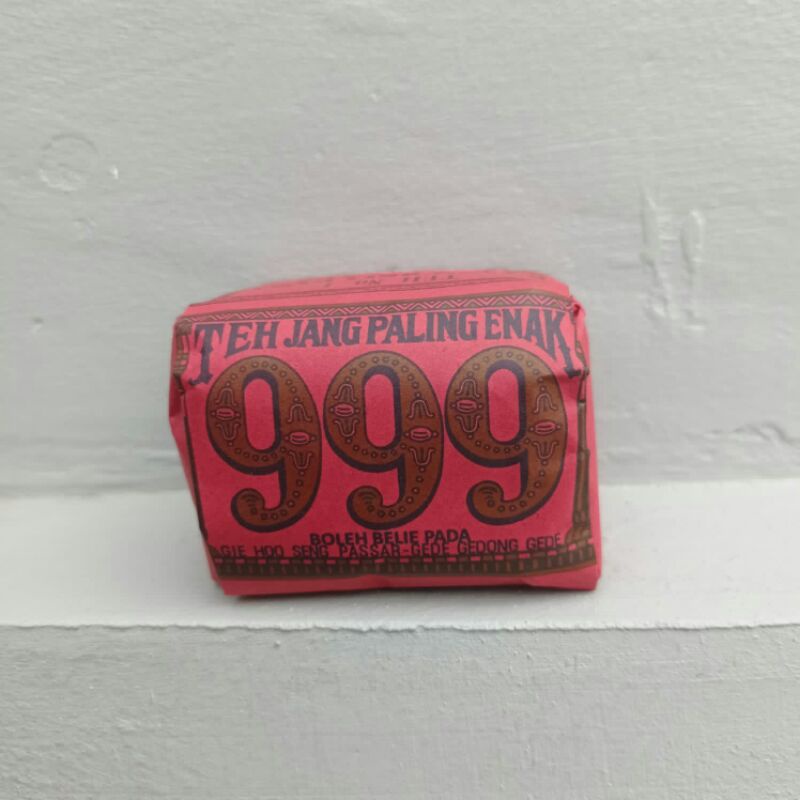 TEH JANG PALING ENAK
999
BOLEH BELIE PADA
GIE HOO SENG PASSAR-GEDE GEDONG GEDE